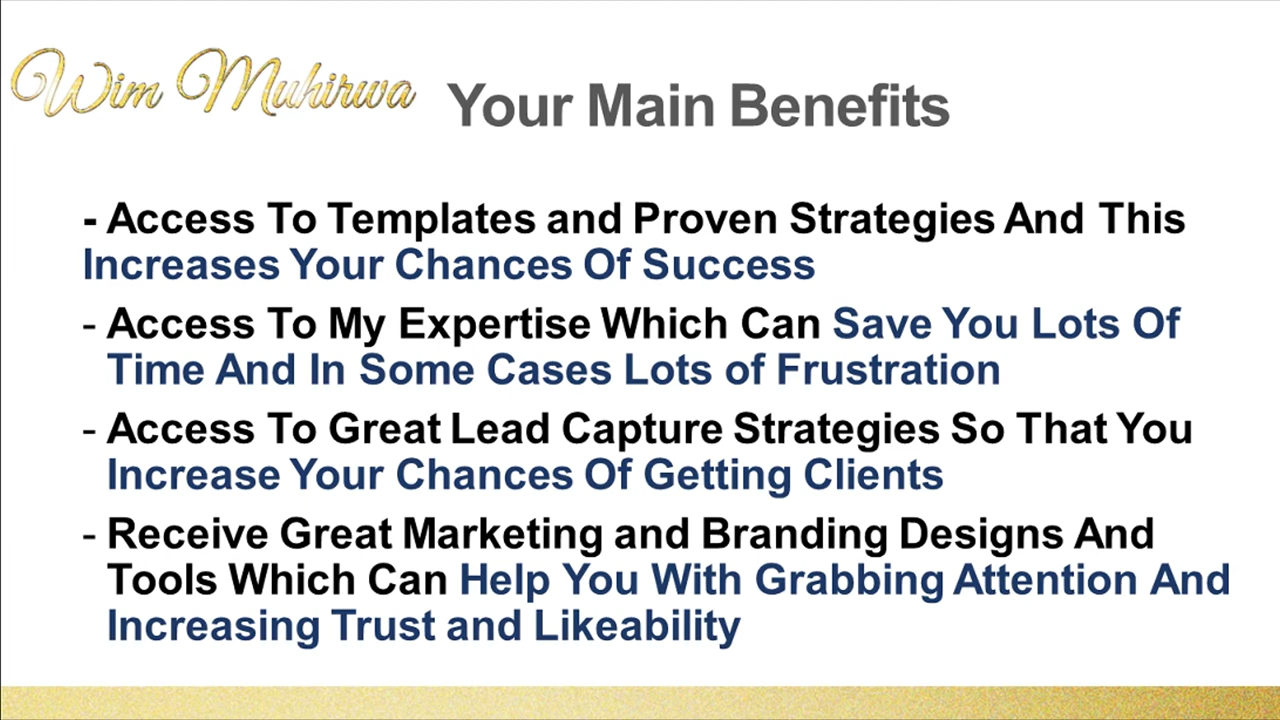 Wim Muhirwa
Your Main Benefits
- Access To Templates and Proven Strategies And This
Increases Your Chances Of Success
- Access To My Expertise Which Can Save You Lots Of
Time And In Some Cases Lots of Frustration
- Access To Great Lead Capture Strategies So That You
Increase Your Chances Of Getting Clients
- Receive Great Marketing and Branding Designs And
Tools Which Can Help You With Grabbing Attention And
Increasing Trust and Likeability